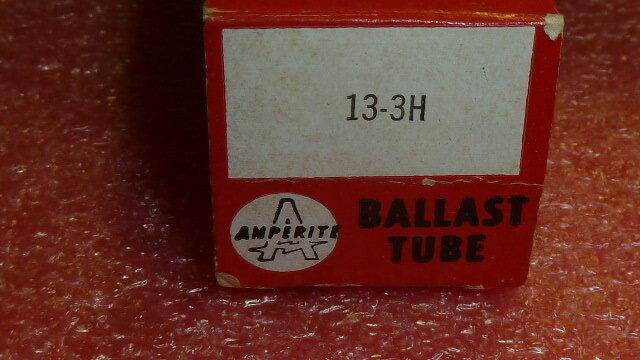 13-3H
AMPERITE
BALLAST
TUBE